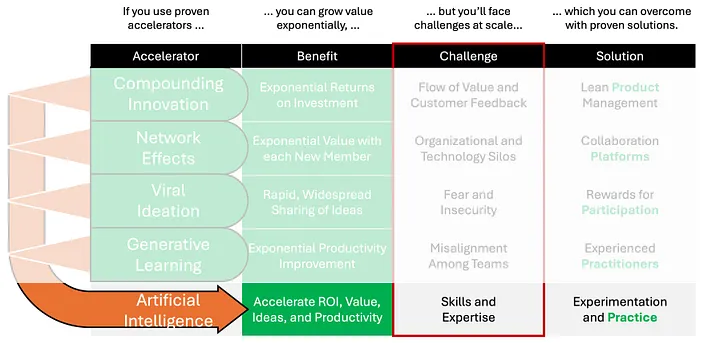 If you use proven accelerators ...
... you can grow value exponentially, ...
... but you'll face challenges at scale...
... which you can overcome with proven solutions.
Accelerator
Benefit
Challenge
Solution
Compounding Innovation
Exponential Returns on Investment
Flow of Value and Customer Feedback
Lean Product Management
Network Effects
Exponential Value with each New Member
Organizational and Technology Silos
Collaboration Platforms
Viral Ideation
Rapid, Widespread Sharing of Ideas
Fear and Insecurity
Rewards for Participation
Generative Learning
Exponential Productivity Improvement
Misalignment Among Teams
Experienced Practitioners
Artificial Intelligence
Accelerate ROI, Value, Ideas, and Productivity
Skills and Expertise
Experimentation and Practice